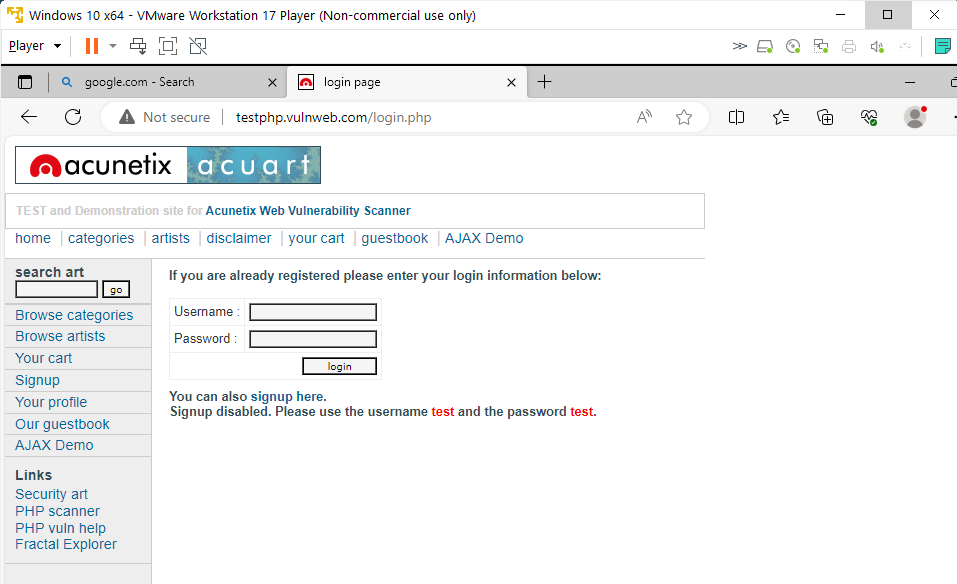 Windows 10 x64 - VMware Workstation 17 Player (Non-commercial use only)
Player
google.com - Search
login page
Not secure
testphp.vulnweb.com/login.php
acunetix acuart
TEST and Demonstration site for Acunetix Web Vulnerability Scanner
home | categories | artists | disclaimer | your cart | guestbook | AJAX Demo
search art
go
Browse categories
Browse artists
Your cart
Signup
Your profile
Our guestbook
AJAX Demo
Links
Security art
PHP scanner
PHP vuln help
Fractal Explorer
If you are already registered please enter your login information below:
Username :
Password :
login
You can also signup here.
Signup disabled. Please use the username test and the password test.